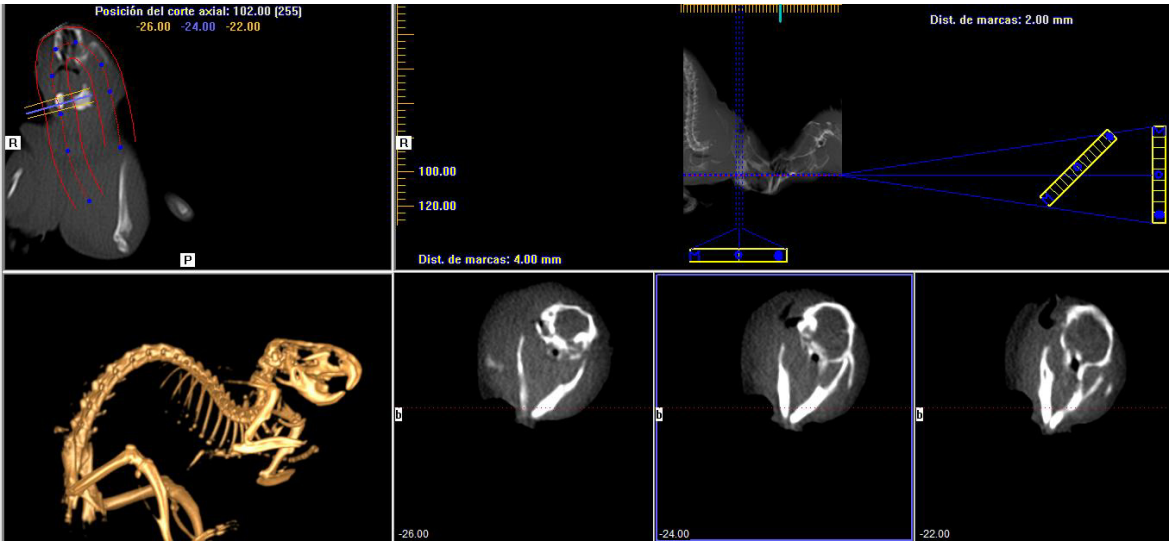 Posición del corte axial: 102.00 (255)
-26.00 -24.00 -22.00
R
P
R
100.00
120.00
Dist. de marcas: 4.00 mm
Dist. de marcas: 2.00 mm
b
-26.00
b
-24.00
b
-22.00